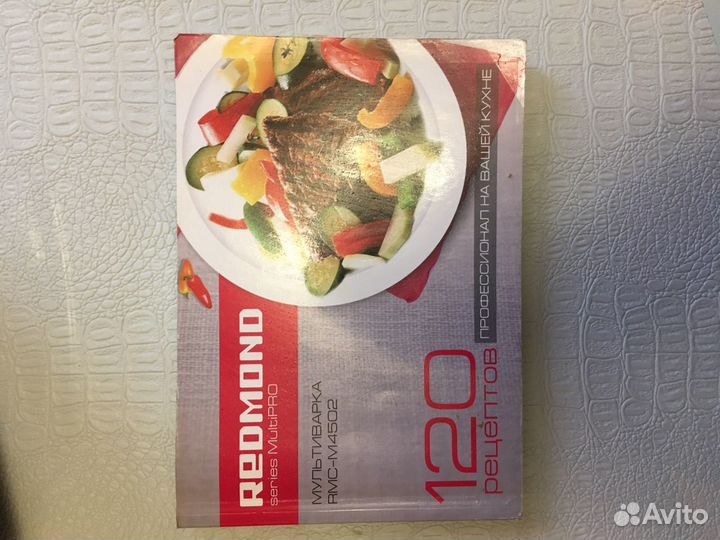 REDMOND
series MultiPRO
МУЛЬТИВАРКА
RMC-M4502
120
рецептов
ПРОФЕССИОНАЛ НА ВАШЕЙ КУХНЕ
Avito